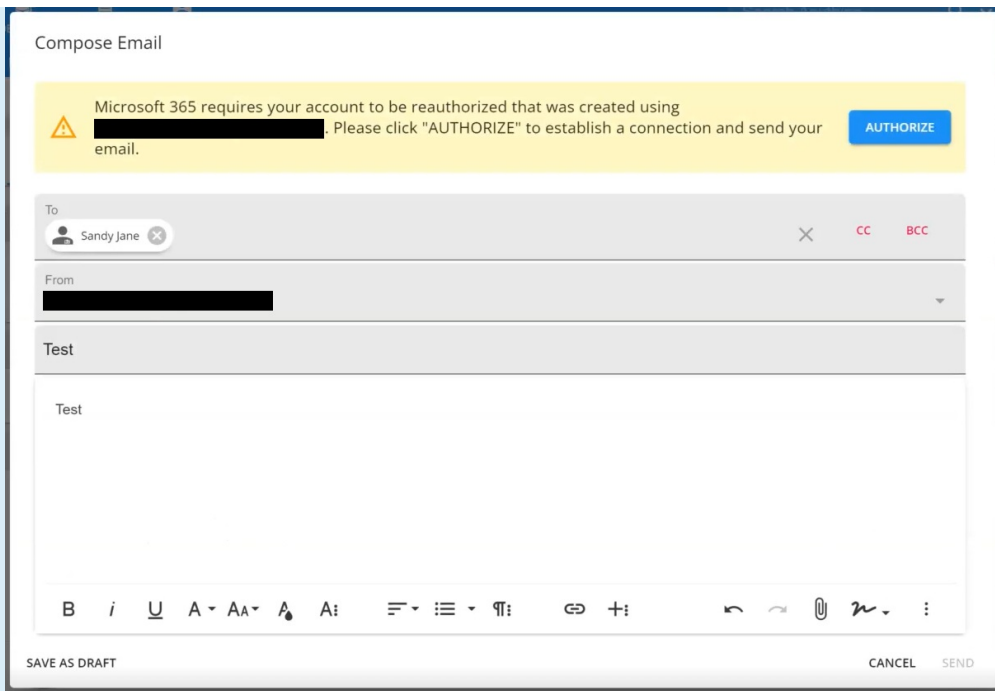 Compose Email
Microsoft 365 requires your account to be reauthorized that was created using
. Please click "AUTHORIZE" to establish a connection and send your
email.
AUTHORIZE
To
Sandy Jane
CC
BCC
From
Test
Test
B i U A AA A A
SAVE AS DRAFT
CANCEL
SEND